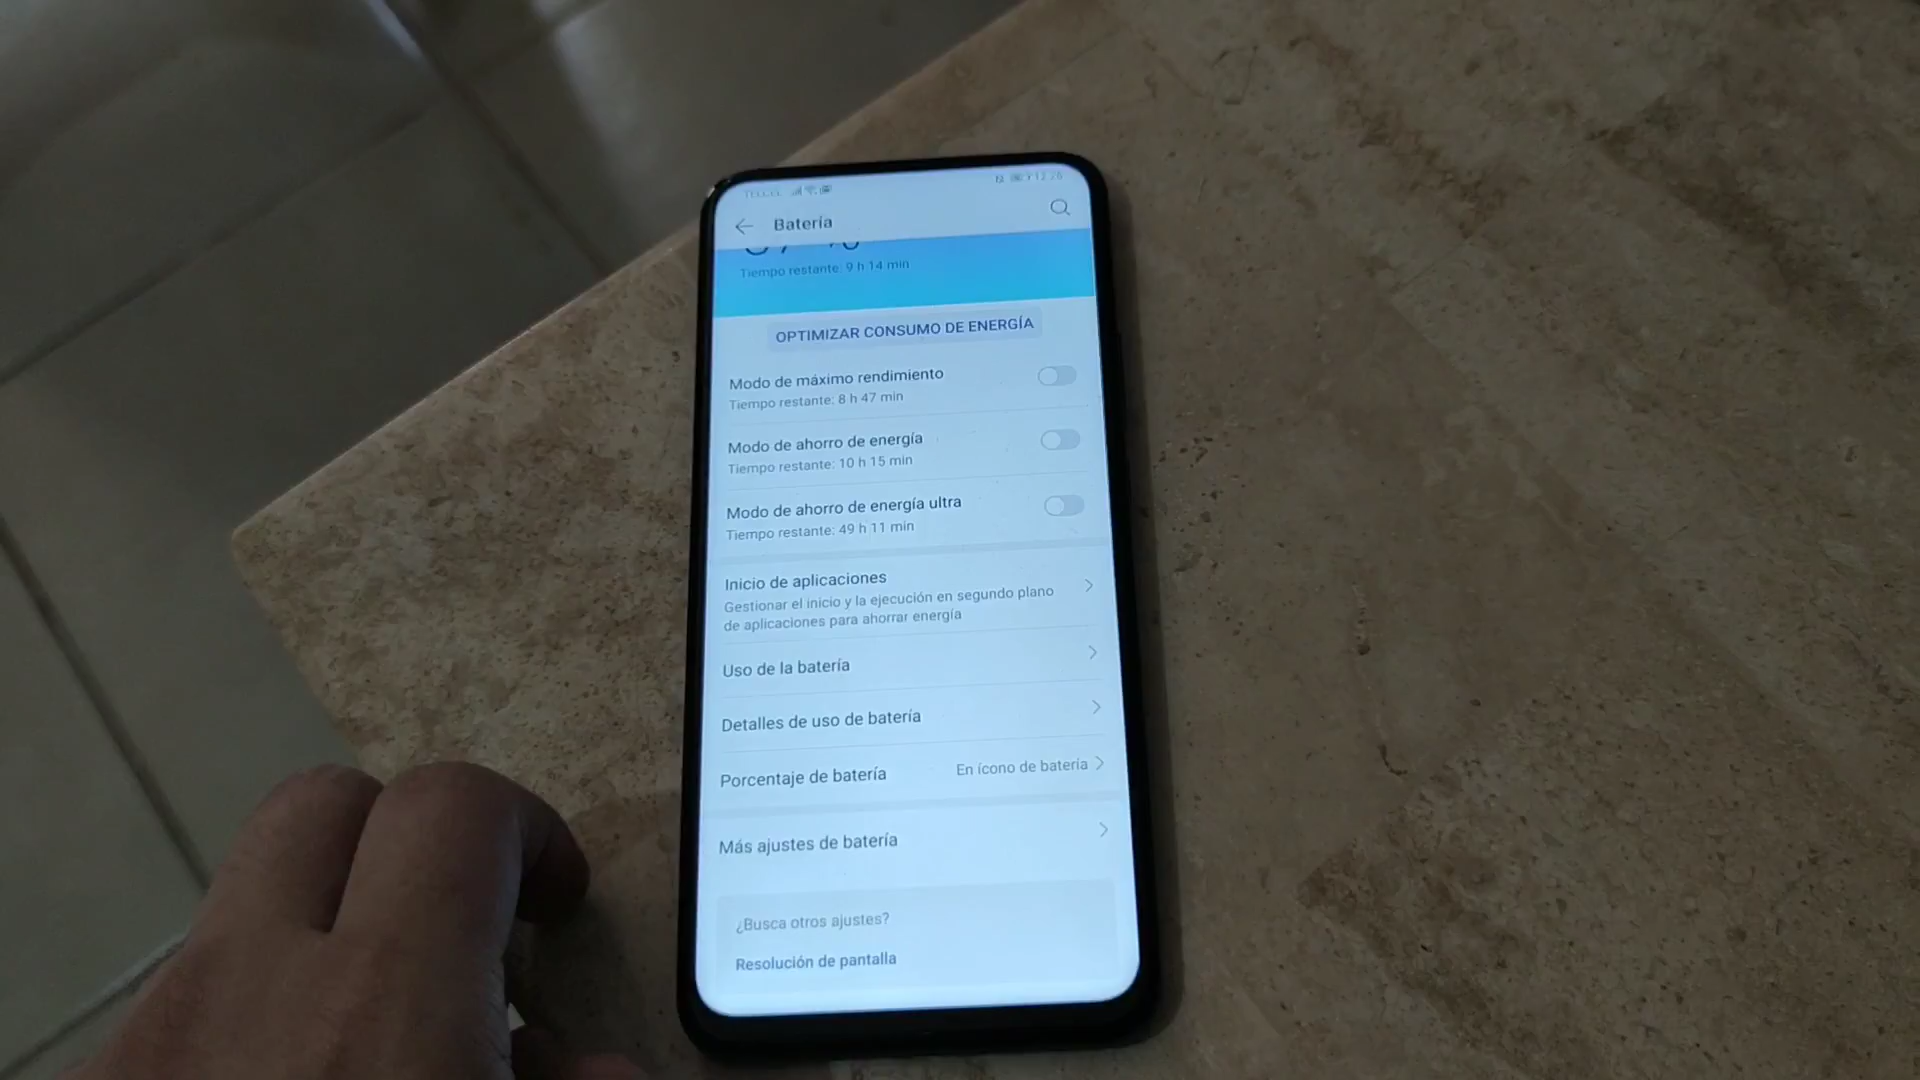 TELCEL 12:26
Batería
Tiempo restante: 9 h 14 min
OPTIMIZAR CONSUMO DE ENERGÍA
Modo de máximo rendimiento
Tiempo restante: 8 h 47 min
Modo de ahorro de energía
Tiempo restante: 10 h 15 min
Modo de ahorro de energía ultra
Tiempo restante: 49 h 11 min
Inicio de aplicaciones
Gestionar el inicio y la ejecución en segundo plano
de aplicaciones para ahorrar energía
Uso de la batería
Detalles de uso de batería
Porcentaje de batería En ícono de batería
Más ajustes de batería
¿Busca otros ajustes?
Resolución de pantalla